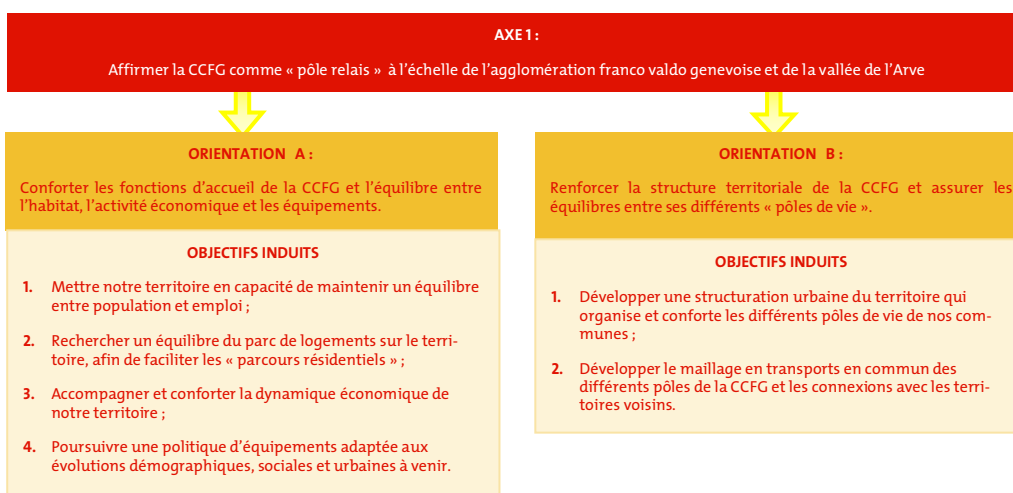 AXE 1 :
Affirmer la CCFG comme « pôle relais » à l'échelle de l'agglomération franco valdo genevoise et de la vallée de l'Arve
ORIENTATION A :
Conforter les fonctions d'accueil de la CCFG et l'équilibre entre
l'habitat, l'activité économique et les équipements.
OBJECTIFS INDUITS
1. Mettre notre territoire en capacité de maintenir un équilibre
entre population et emploi ;
2. Rechercher un équilibre du parc de logements sur le terri-
toire, afin de faciliter les « parcours résidentiels » ;
3. Accompagner et conforter la dynamique économique de
notre territoire ;
4. Poursuivre une politique d'équipements adaptée aux
évolutions démographiques, sociales et urbaines à venir.
ORIENTATION B :
Renforcer la structure territoriale de la CCFG et assurer les
équilibres entre ses différents « pôles de vie ».
OBJECTIFS INDUITS
1. Développer une structuration urbaine du territoire qui
organise et conforte les différents pôles de vie de nos com-
munes ;
2. Développer le maillage en transports en commun des
différents pôles de la CCFG et les connexions avec les terri-
toires voisins.